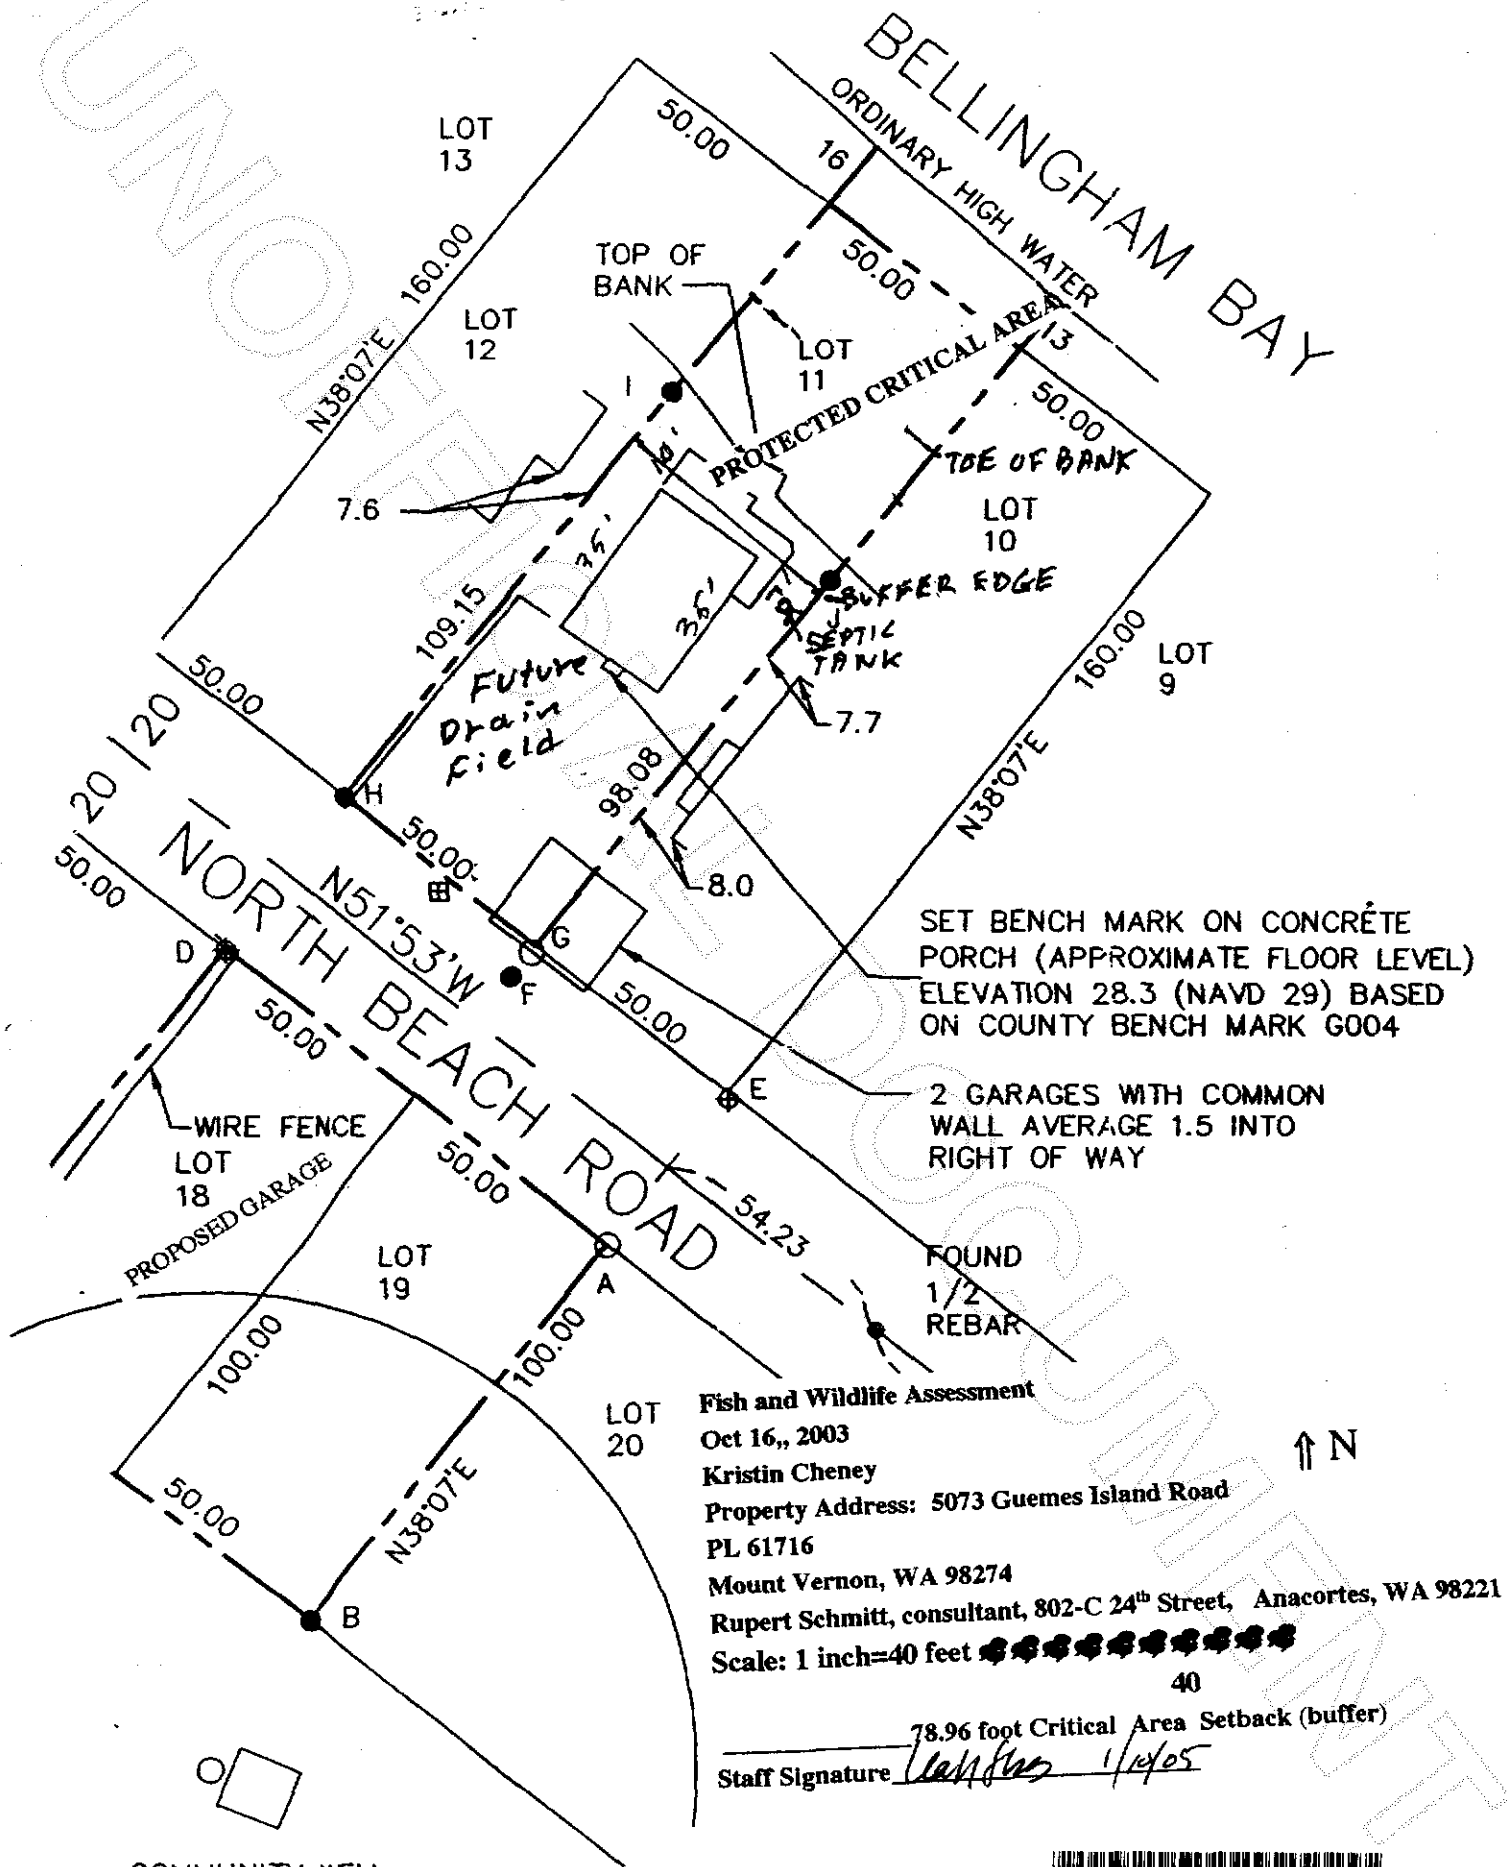 UNOFFICIAL DOCUMENT
BELLINGHAM BAY
ORDINARY HIGH WATER
LOT
13
50.00
16
50.00
TOP OF
BANK
N38°07'E 160.00
LOT
12
LOT
11
PROTECTED CRITICAL AREA
13
50.00
I
TOE OF BANK
7.6
LOT
10
35'
36'
BUFFER EDGE
J
SEPTIC
TANK
109.15
Future
Drain
Field
7.7
N38°07'E 160.00
LOT
9
50.00
20 | 20
H
98.08
50.00
8.0
50.00
NORTH BEACH ROAD
N51°53'W
D
G
F
50.00
50.00
E
SET BENCH MARK ON CONCRETE
PORCH (APPROXIMATE FLOOR LEVEL)
ELEVATION 28.3 (NAVD 29) BASED
ON COUNTY BENCH MARK G004
2 GARAGES WITH COMMON
WALL AVERAGE 1.5 INTO
RIGHT OF WAY
WIRE FENCE
LOT
18
PROPOSED GARAGE
50.00
54.23
LOT
19
A
FOUND
1/2
REBAR
100.00
100.00
LOT
20
50.00
N38°07'E
B
Fish and Wildlife Assessment
Oct 16,, 2003
Kristin Cheney
Property Address: 5073 Guemes Island Road
PL 61716
Mount Vernon, WA 98274
Rupert Schmitt, consultant, 802-C 24th Street, Anacortes, WA 98221
Scale: 1 inch=40 feet
40
78.96 foot Critical Area Setback (buffer)
Staff Signature 1/10/05
⇑ N